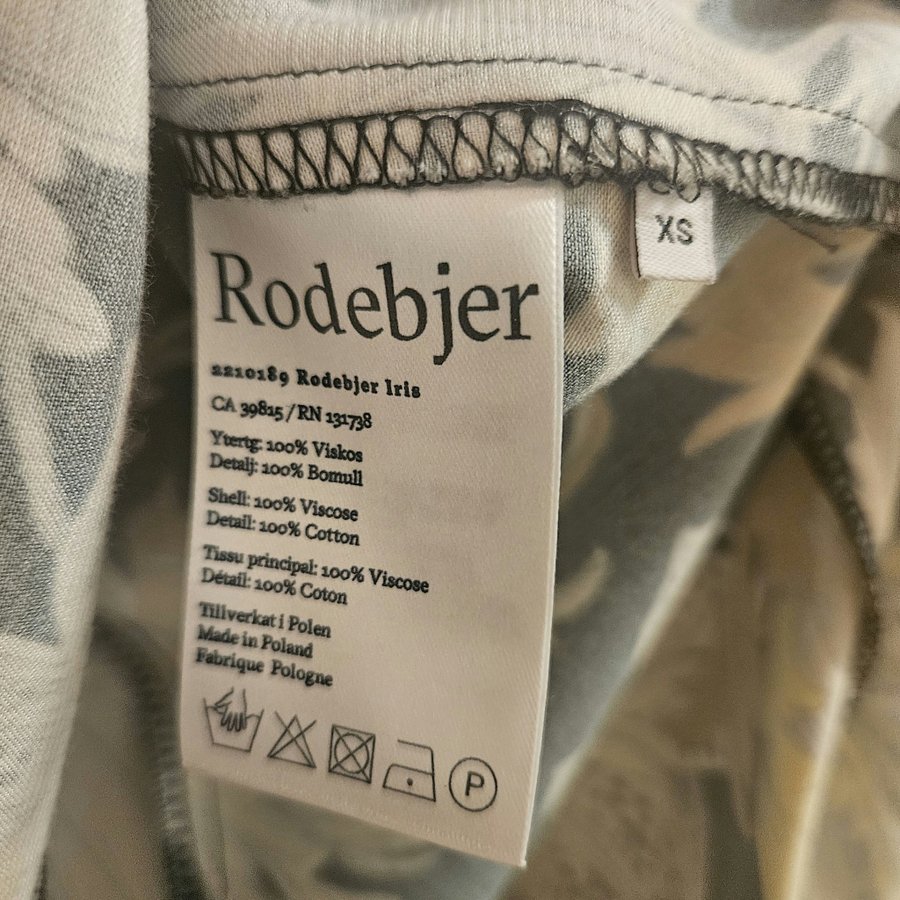 Rodebjer
XS
2210189 Rodebjer Iris
CA 39815 / RN 131738
Ytertg: 100% Viskos
Detalj: 100% Bomull
Shell: 100% Viscose
Detail: 100% Cotton
Tissu principal: 100% Viscose
Détail: 100% Coton
Tillverkat i Polen
Made in Poland
Fabrique Pologne
P